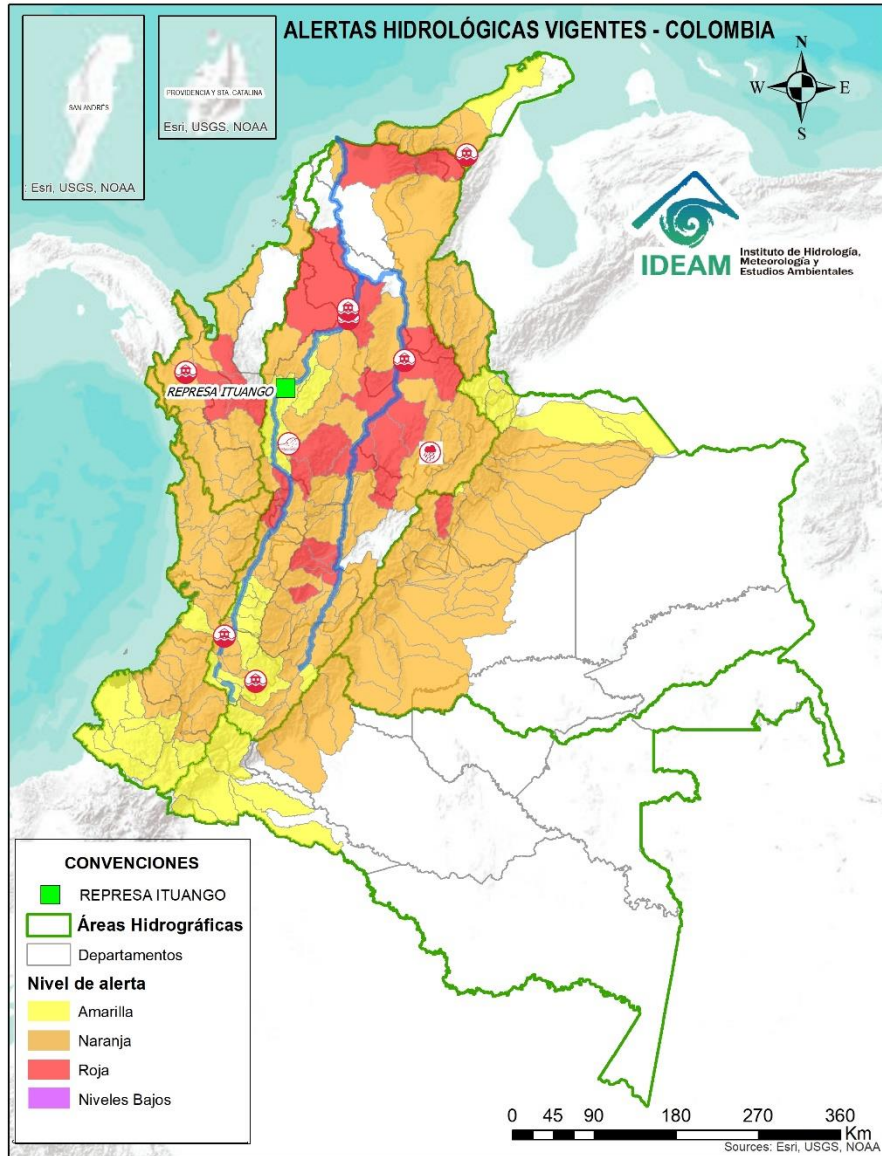 ALERTAS HIDROLÓGICAS VIGENTES - COLOMBIA
SAN ANDRÉS
: Esri, USGS, NOAA
PROVIDENCIA Y STA. CATALINA
Esri, USGS, NOAA
N
W
E
S
IDEAM
Instituto de Hidrología,
Meteorología y
Estudios Ambientales
REPRESA ITUANGO
CONVENCIONES
REPRESA ITUANGO
Áreas Hidrográficas
Departamentos
Nivel de alerta
Amarilla
Naranja
Roja
Niveles Bajos
0 45 90 180 270 360
Km
Sources: Esri, USGS, NOAA